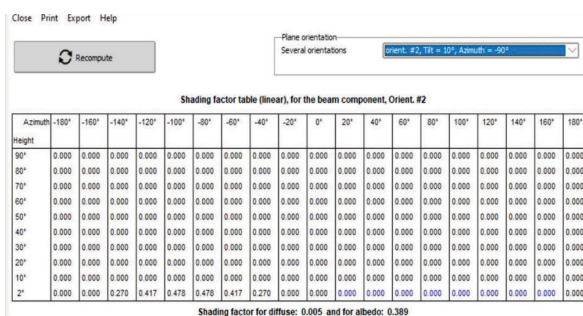 Close Print Export Help
Plane orientation
Recompute
Several orientations
orient. #2, Tilt = 10°, Azimuth = -90°
Shading factor table (linear), for the beam component, Orient. #2
Azimuth -180° -160° -140° -120° -100° -80° -60° -40° -20° 0° 20° 40° 60° 80° 100° 120° 140° 160° 180°
Height
90° 0.000 0.000 0.000 0.000 0.000 0.000 0.000 0.000 0.000 0.000 0.000 0.000 0.000 0.000 0.000 0.000 0.000 0.000 0.000
80° 0.000 0.000 0.000 0.000 0.000 0.000 0.000 0.000 0.000 0.000 0.000 0.000 0.000 0.000 0.000 0.000 0.000 0.000 0.000
70° 0.000 0.000 0.000 0.000 0.000 0.000 0.000 0.000 0.000 0.000 0.000 0.000 0.000 0.000 0.000 0.000 0.000 0.000 0.000
60° 0.000 0.000 0.000 0.000 0.000 0.000 0.000 0.000 0.000 0.000 0.000 0.000 0.000 0.000 0.000 0.000 0.000 0.000 0.000
50° 0.000 0.000 0.000 0.000 0.000 0.000 0.000 0.000 0.000 0.000 0.000 0.000 0.000 0.000 0.000 0.000 0.000 0.000 0.000
40° 0.000 0.000 0.000 0.000 0.000 0.000 0.000 0.000 0.000 0.000 0.000 0.000 0.000 0.000 0.000 0.000 0.000 0.000 0.000
30° 0.000 0.000 0.000 0.000 0.000 0.000 0.000 0.000 0.000 0.000 0.000 0.000 0.000 0.000 0.000 0.000 0.000 0.000 0.000
20° 0.000 0.000 0.000 0.000 0.000 0.000 0.000 0.000 0.000 0.000 0.000 0.000 0.000 0.000 0.000 0.000 0.000 0.000 0.000
10° 0.000 0.000 0.000 0.000 0.000 0.000 0.000 0.000 0.000 0.000 0.000 0.000 0.000 0.000 0.000 0.000 0.000 0.000 0.000
2° 0.000 0.000 0.270 0.417 0.478 0.478 0.417 0.270 0.000 0.000 0.000 0.000 0.000 0.000 0.000 0.000 0.000 0.000 0.000
Shading factor for diffuse: 0.005 and for albedo: 0.389